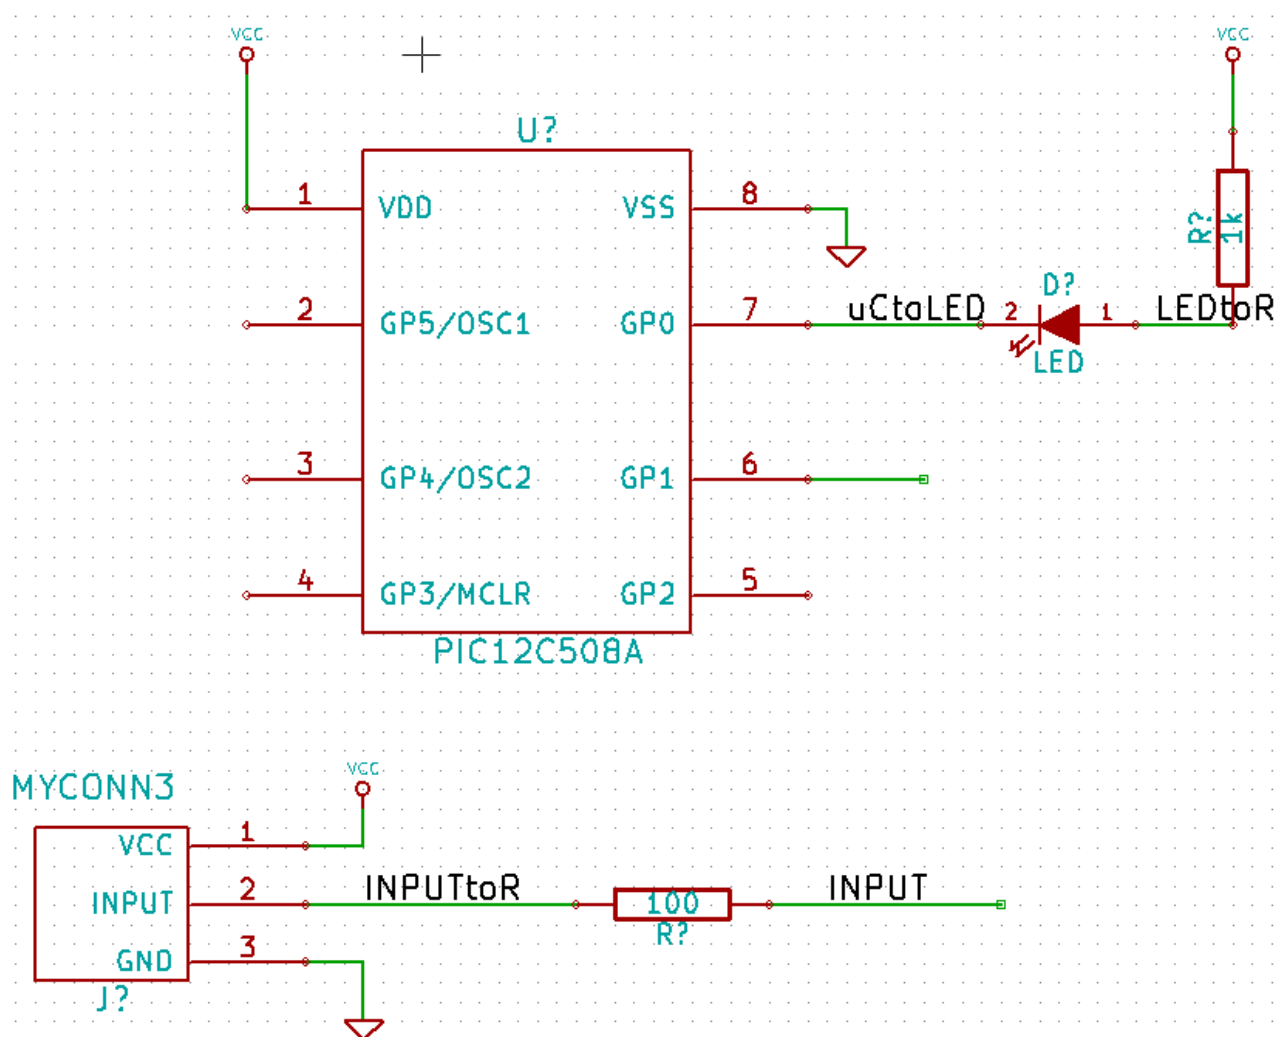 VCC
VCC
U?
1 VDD VSS 8
R? 1k
D?
2 GP5/OSC1 GP0 7 uCtoLED 2 1 LEDtoR
LED
3 GP4/OSC2 GP1 6
4 GP3/MCLR GP2 5
PIC12C508A
VCC
MYCONN3
VCC 1
INPUT 2 INPUTtoR 100 INPUT
R?
GND 3
J?